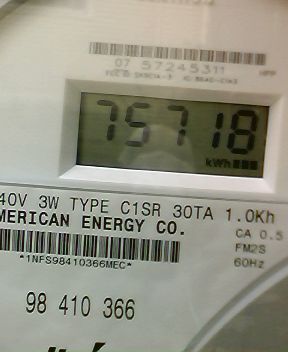 07 57245311
75718
kWh
40V 3W TYPE C1SR 30TA 1.0Kh
MERICAN ENERGY CO.
CA 0.5
FM2S
*1NFS98410366MEC*
60Hz
98 410 366